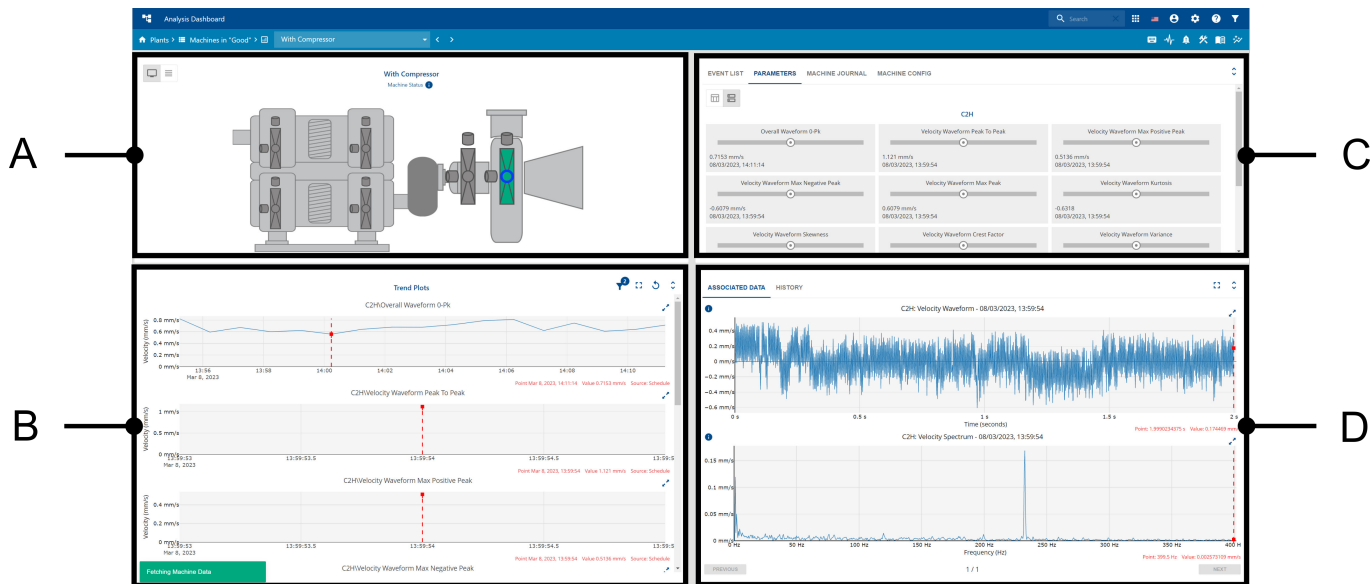 Analysis Dashboard
Search
Plants > Machines in "Good" > With Compressor
A
With Compressor
Machine Status
C
EVENT LIST PARAMETERS MACHINE JOURNAL MACHINE CONFIG
C2H
Overall Waveform 0-Pk
0.7153 mm/s
08/03/2023, 14:11:14
Velocity Waveform Peak To Peak
1.121 mm/s
08/03/2023, 13:59:54
Velocity Waveform Max Positive Peak
0.5136 mm/s
08/03/2023, 13:59:54
Velocity Waveform Max Negative Peak
-0.6079 mm/s
08/03/2023, 13:59:54
Velocity Waveform Max Peak
0.6079 mm/s
08/03/2023, 13:59:54
Velocity Waveform Kurtosis
-0.6318
08/03/2023, 13:59:54
Velocity Waveform Skewness
Velocity Waveform Crest Factor
Velocity Waveform Variance
B
Trend Plots
2
C2H\Overall Waveform 0-Pk
Velocity (mm/s)
0.8 mm/s
0.6 mm/s
0.4 mm/s
0.2 mm/s
0 mm/s
13:56 13:58 14:00 14:02 14:04 14:06 14:08 14:10
Mar 8, 2023
Point Mar 8, 2023, 14:11:14 Value 0.7153 mm/s Source: Schedule
C2H\Velocity Waveform Peak To Peak
Velocity (mm/s)
1 mm/s
0.5 mm/s
0 mm/s
13:59:53 13:59:53.5 13:59:54 13:59:54.5 13:59:5
Mar 8, 2023
Point Mar 8, 2023, 13:59:54 Value 1.121 mm/s Source: Schedule
C2H\Velocity Waveform Max Positive Peak
Velocity (mm/s)
0.4 mm/s
0.2 mm/s
0 mm/s
13:59:53 13:59:53.5 13:59:54 13:59:54.5 13:59:5
Mar 8, 2023
Point Mar 8, 2023, 13:59:54 Value 0.5136 mm/s Source: Schedule
C2H\Velocity Waveform Max Negative Peak
Fetching Machine Data
D
ASSOCIATED DATA HISTORY
C2H: Velocity Waveform - 08/03/2023, 13:59:54
0.4 mm/s
0.2 mm/s
0 mm/s
−0.2 mm/s
−0.4 mm/s
−0.6 mm/s
0 s 0.5 s 1 s 1.5 s 2 s
Time (seconds)
Point: 1.9990234375 s Value: 0.174469 mm/s
C2H: Velocity Spectrum - 08/03/2023, 13:59:54
0.15 mm/s
0.1 mm/s
0.05 mm/s
0 mm/s
0 Hz 50 Hz 100 Hz 150 Hz 200 Hz 250 Hz 300 Hz 350 Hz 400 H
Frequency (Hz)
Point: 399.5 Hz Value: 0.002573109 mm/s
PREVIOUS 1 / 1 NEXT